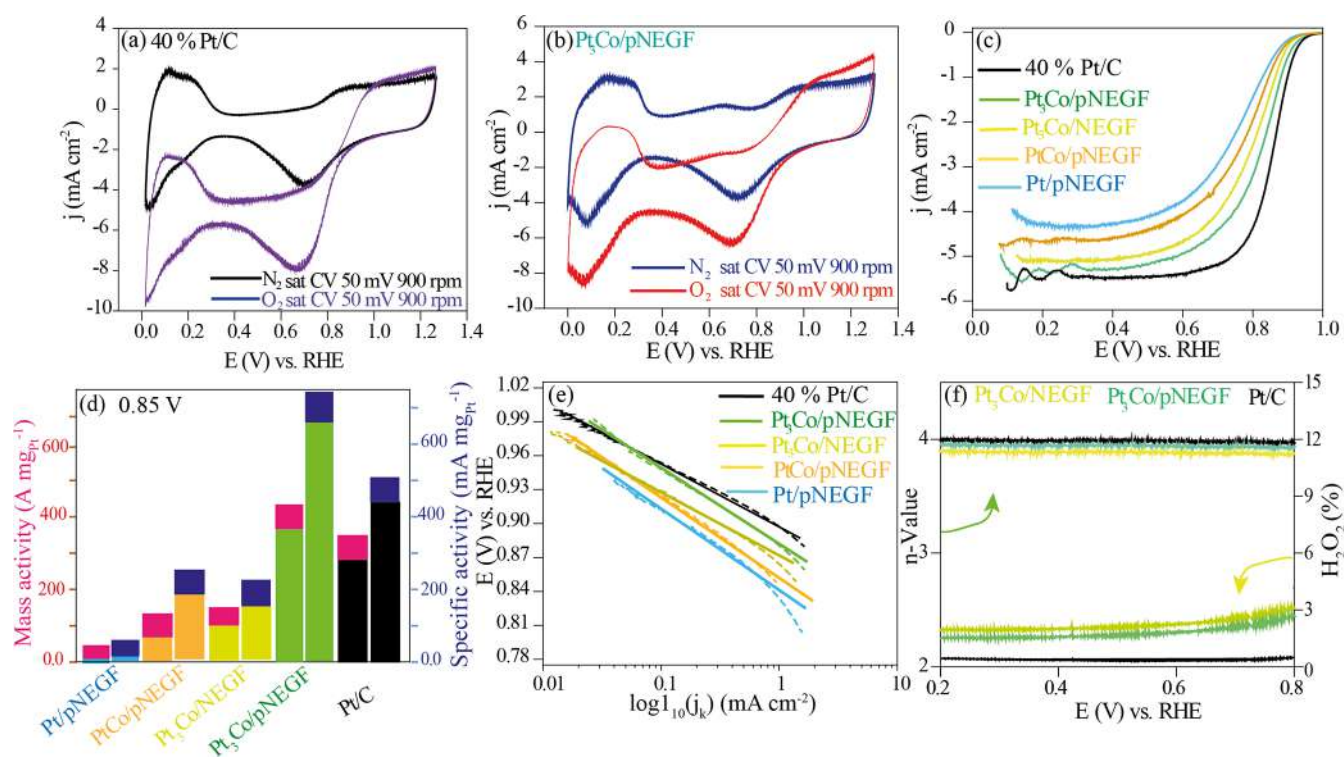 (a) 40 % Pt/C
4
2
0
-2
-4
-6
-8
-10
j (mA cm⁻²)
N₂ sat CV 50 mV 900 rpm
O₂ sat CV 50 mV 900 rpm
0.0 0.2 0.4 0.6 0.8 1.0 1.2 1.4
E (V) vs. RHE
(b) Pt₃Co/pNEGF
8
6
4
2
0
-2
-4
-6
-8
j (mA cm⁻²)
N₂ sat CV 50 mV 900 rpm
O₂ sat CV 50 mV 900 rpm
0.0 0.2 0.4 0.6 0.8 1.0 1.2 1.4
E (V) vs. RHE
(c)
0
-1
-2
-3
-4
-5
-6
j (mA cm⁻²)
40 % Pt/C
Pt₃Co/pNEGF
Pt₃Co/NEGF
PtCo/pNEGF
Pt/pNEGF
0.0 0.2 0.4 0.6 0.8 1.0
E (V) vs. RHE
(d) 0.85 V
Mass activity (A mg_Pt⁻¹)
600
400
200
0.0
600
400
200
0.0
Specific activity (mA mg_Pt⁻¹)
Pt/pNEGF
PtCo/pNEGF
Pt₃Co/NEGF
Pt₃Co/pNEGF
Pt/C
(e)
1.02
0.99
0.96
0.93
0.90
0.87
0.84
0.81
0.78
E (V) vs. RHE
40 % Pt/C
Pt₃Co/pNEGF
Pt₃Co/NEGF
PtCo/pNEGF
Pt/pNEGF
0.01 0.1 1 10
log1₁₀(jₖ) (mA cm⁻²)
(f) Pt₃Co/NEGF Pt₃Co/pNEGF Pt/C
4
3
2
n-Value
15
12
9
6
3
0
H₂O₂ (%)
0.2 0.4 0.6 0.8
E (V) vs. RHE